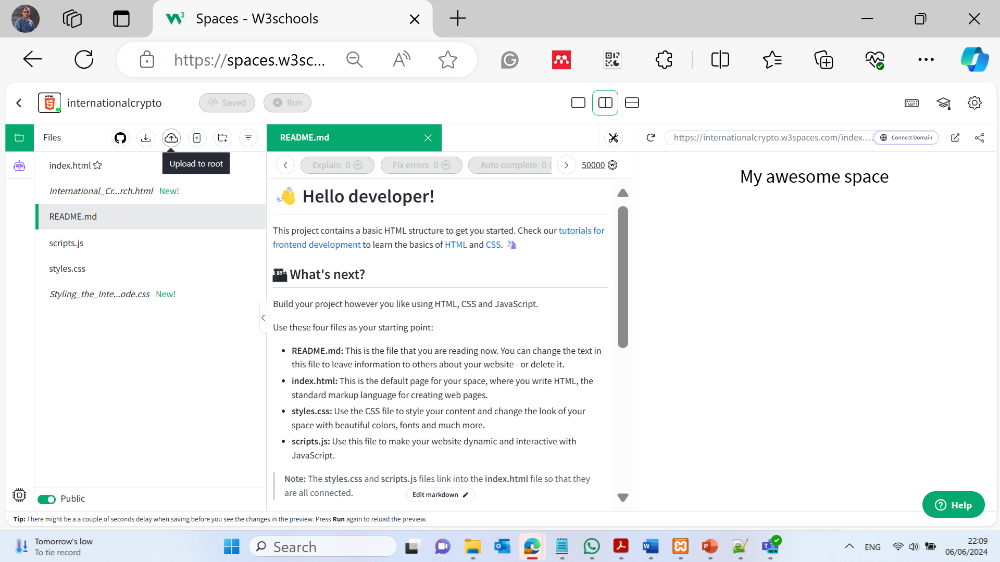 Spaces - W3schools
https://spaces.w3sc...
internationalcrypto
Saved
Run
Files
README.md
https://internationalcrypto.w3spaces.com/index....
Connect Domain
Upload to root
Explain 0
Fix errors 0
Auto complete 0
50000
index.html
International_Cr...rch.html New!
README.md
scripts.js
styles.css
Styling_the_Inte...ode.css New!
Public
👋 Hello developer!
This project contains a basic HTML structure to get you started. Check our tutorials for
frontend development to learn the basics of HTML and CSS. 🦄
What's next?
Build your project however you like using HTML, CSS and JavaScript.
Use these four files as your starting point:
• README.md: This is the file that you are reading now. You can change the text in
this file to leave information to others about your website - or delete it.
• index.html: This is the default page for your space, where you write HTML, the
standard markup language for creating web pages.
• styles.css: Use the CSS file to style your content and change the look of your
space with beautiful colors, fonts and much more.
• scripts.js: Use this file to make your website dynamic and interactive with
JavaScript.
Note: The styles.css and scripts.js files link into the index.html file so that they
are all connected.
Edit markdown
My awesome space
Help
Tip: There might be a a couple of seconds delay when saving before you see the changes in the preview. Press Run again to reload the preview.
Tomorrow's low
To tie record
Search
ENG
22:09
06/06/2024